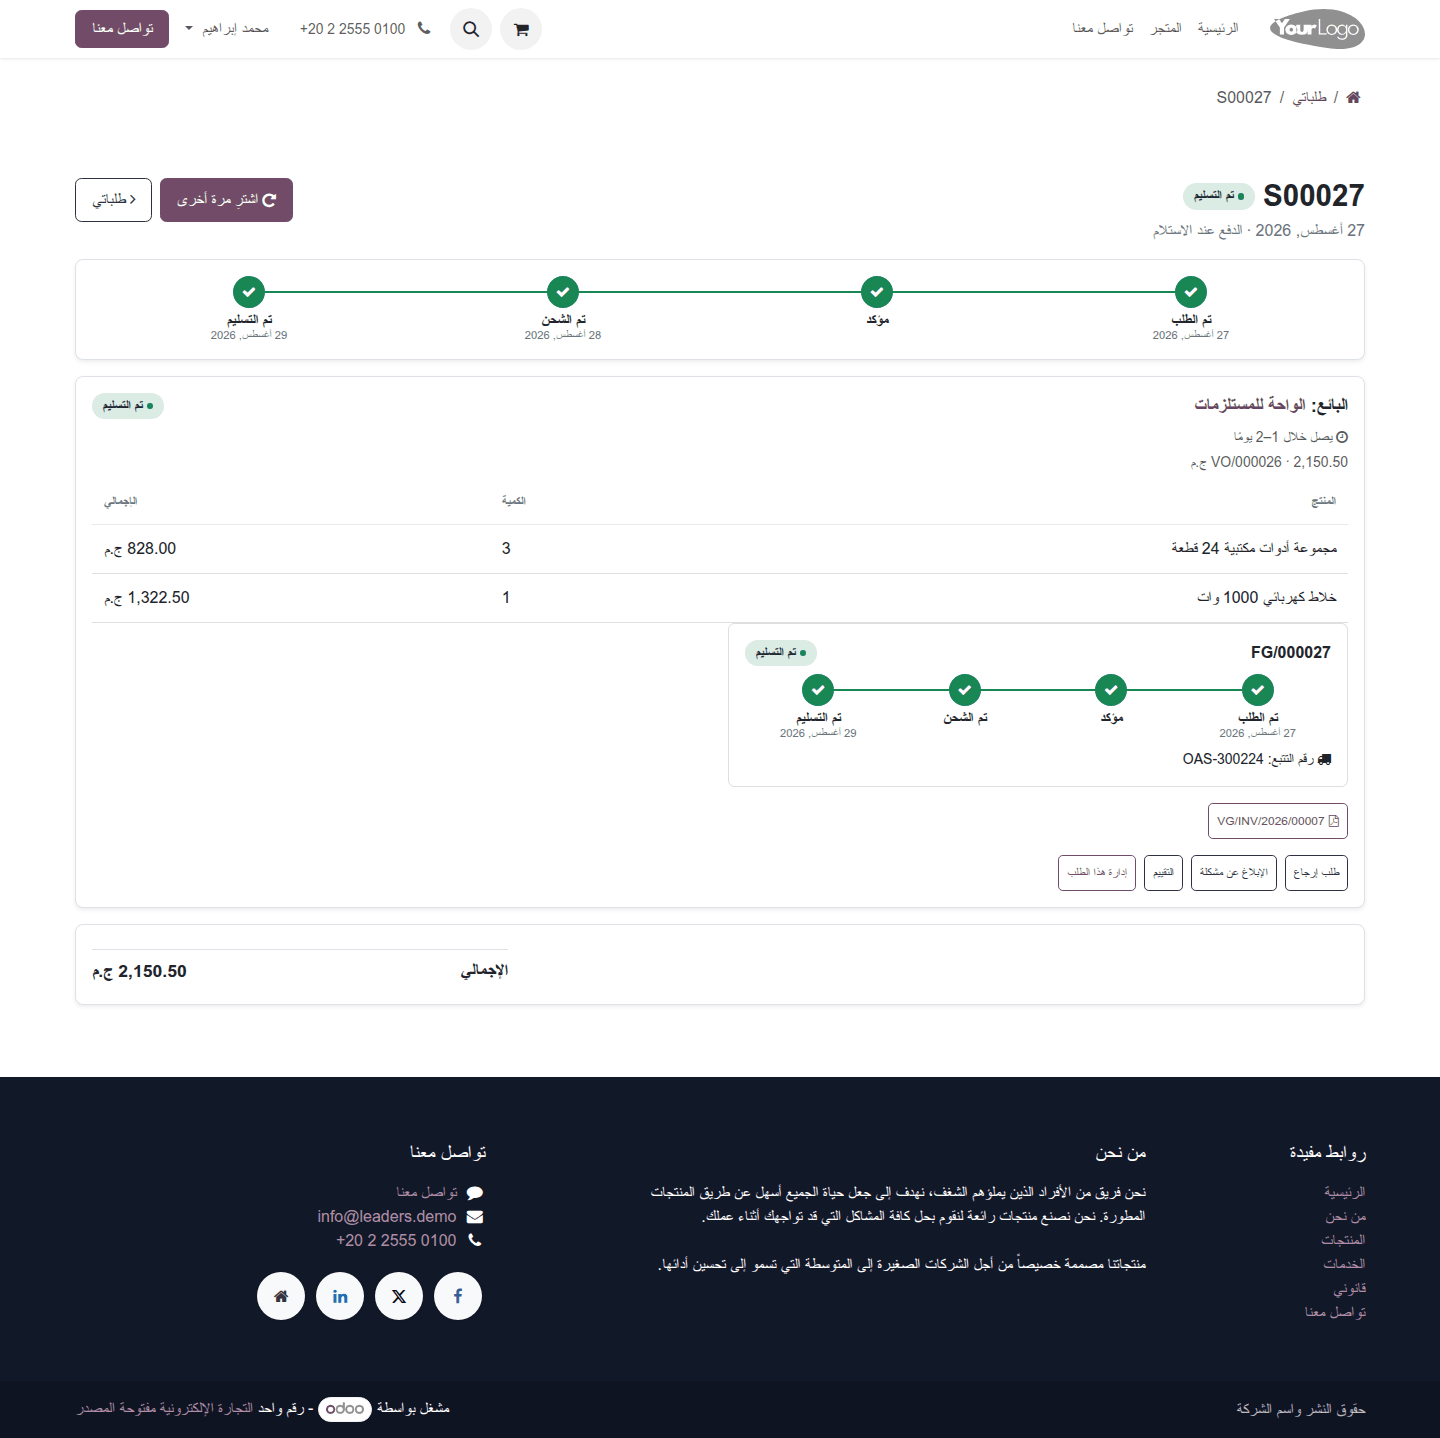 YourLogo
الرئيسية
المتجر
تواصل معنا
+20 2 2555 0100
محمد إبراهيم
تواصل معنا
/ طلباتي / S00027
S00027 تم التسليم
27 أغسطس, 2026 · الدفع عند الاستلام
اشترِ مرة أخرى
طلباتي
تم الطلب
27 أغسطس, 2026
مؤكد
تم الشحن
28 أغسطس, 2026
تم التسليم
29 أغسطس, 2026
البائع: الواحة للمستلزمات
تم التسليم
يصل خلال 1–2 يومًا
VO/000026 · 2,150.50 ج.م
المنتج الكمية الإجمالي
مجموعة أدوات مكتبية 24 قطعة 3 828.00 ج.م
خلاط كهربائي 1000 وات 1 1,322.50 ج.م
FG/000027
تم التسليم
تم الطلب
27 أغسطس, 2026
مؤكد
تم الشحن
تم التسليم
29 أغسطس, 2026
رقم التتبع: OAS-300224
VG/INV/2026/00007
طلب إرجاع
الإبلاغ عن مشكلة
التقييم
إدارة هذا الطلب
الإجمالي 2,150.50 ج.م
روابط مفيدة
الرئيسية
من نحن
المنتجات
الخدمات
قانوني
تواصل معنا
من نحن
نحن فريق من الأفراد الذين يملؤهم الشغف، نهدف إلى جعل حياة الجميع أسهل عن طريق المنتجات
المطورة. نحن نصنع منتجات رائعة لنقوم بحل كافة المشاكل التي قد تواجهك أثناء عملك.
منتجاتنا مصممة خصيصاً من أجل الشركات الصغيرة إلى المتوسطة التي تسمو إلى تحسين أدائها.
تواصل معنا
تواصل معنا
info@leaders.demo
+20 2 2555 0100
حقوق النشر واسم الشركة
مشغل بواسطة odoo - رقم واحد التجارة الإلكترونية مفتوحة المصدر